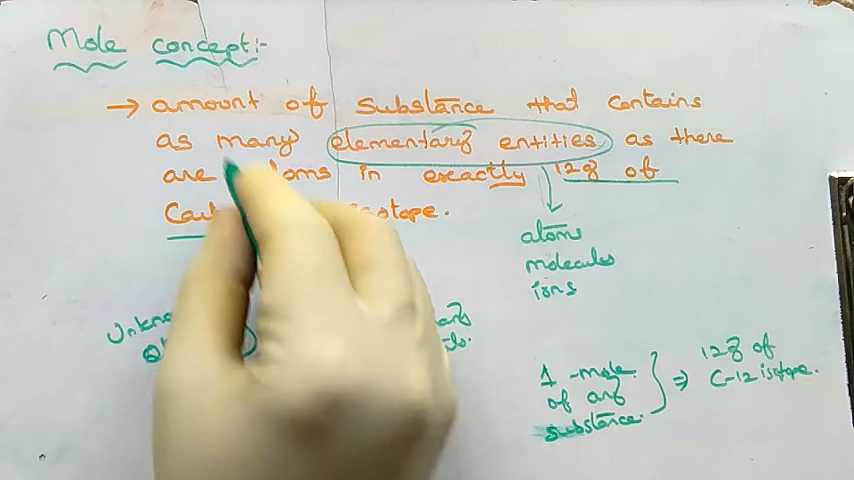 Mole concept:-
→ amount of substance that contains
as many elementary entities as there
are in exactly 12g of
isotope.
atoms
molecules
ions
1 -mole
of any
substance.
⇒ 12g of
C-12 isotope.